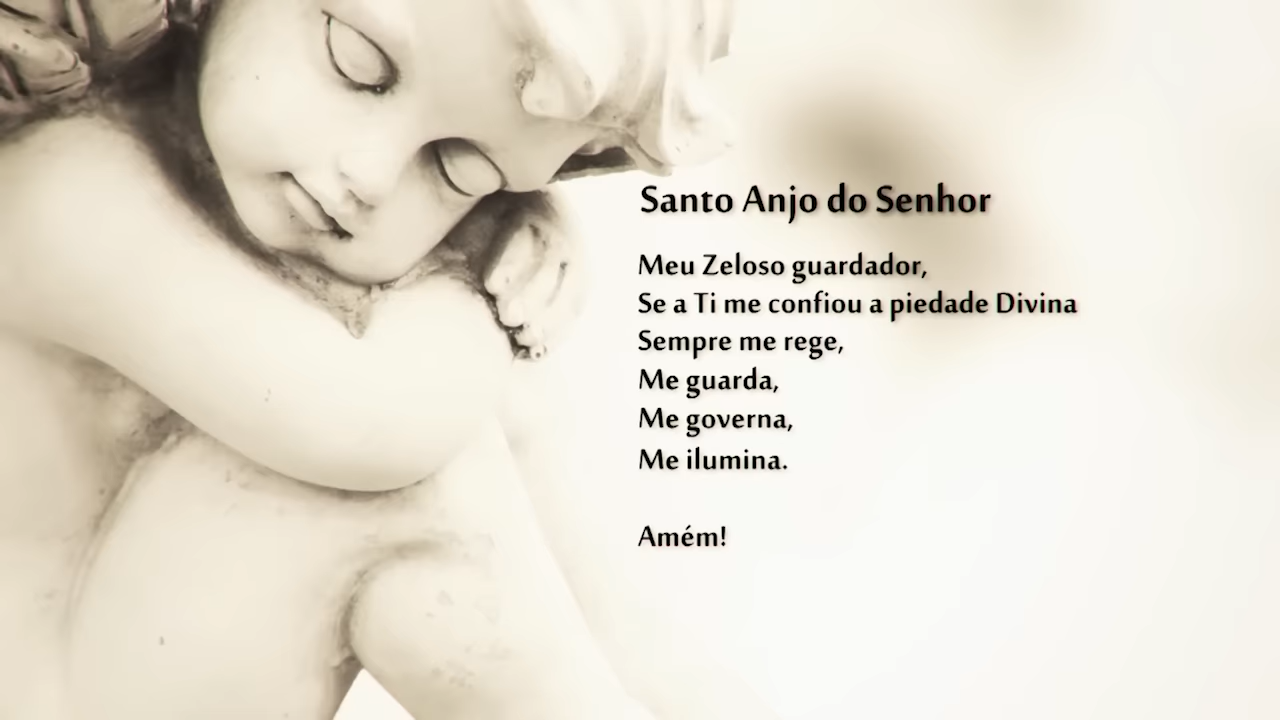 Santo Anjo do Senhor
Meu Zeloso guardador,
Se a Ti me confiou a piedade Divina
Sempre me rege,
Me guarda,
Me governa,
Me ilumina.
Amém!